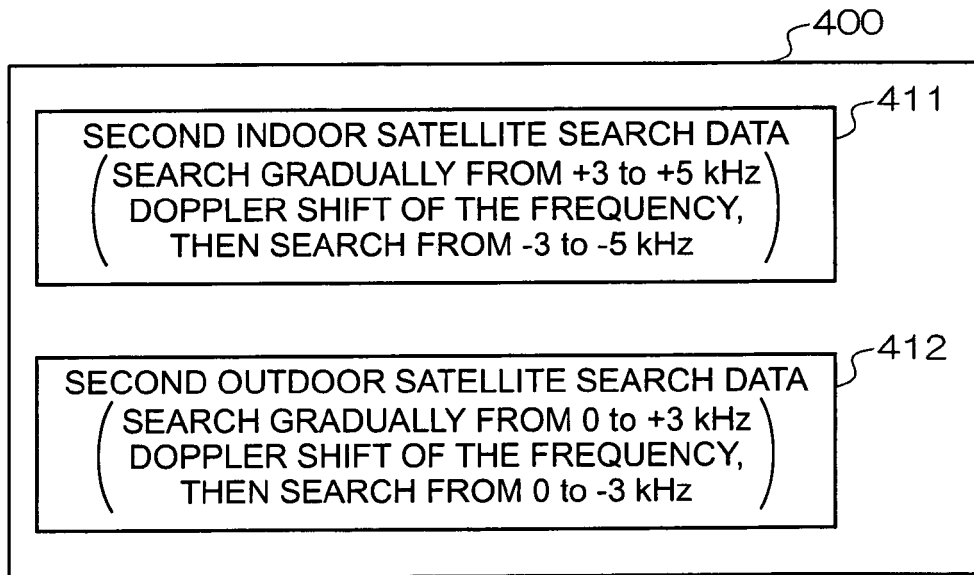 400
411
SECOND INDOOR SATELLITE SEARCH DATA
(SEARCH GRADUALLY FROM +3 to +5 kHz
DOPPLER SHIFT OF THE FREQUENCY,
THEN SEARCH FROM -3 to -5 kHz)
412
SECOND OUTDOOR SATELLITE SEARCH DATA
(SEARCH GRADUALLY FROM 0 to +3 kHz
DOPPLER SHIFT OF THE FREQUENCY,
THEN SEARCH FROM 0 to -3 kHz)